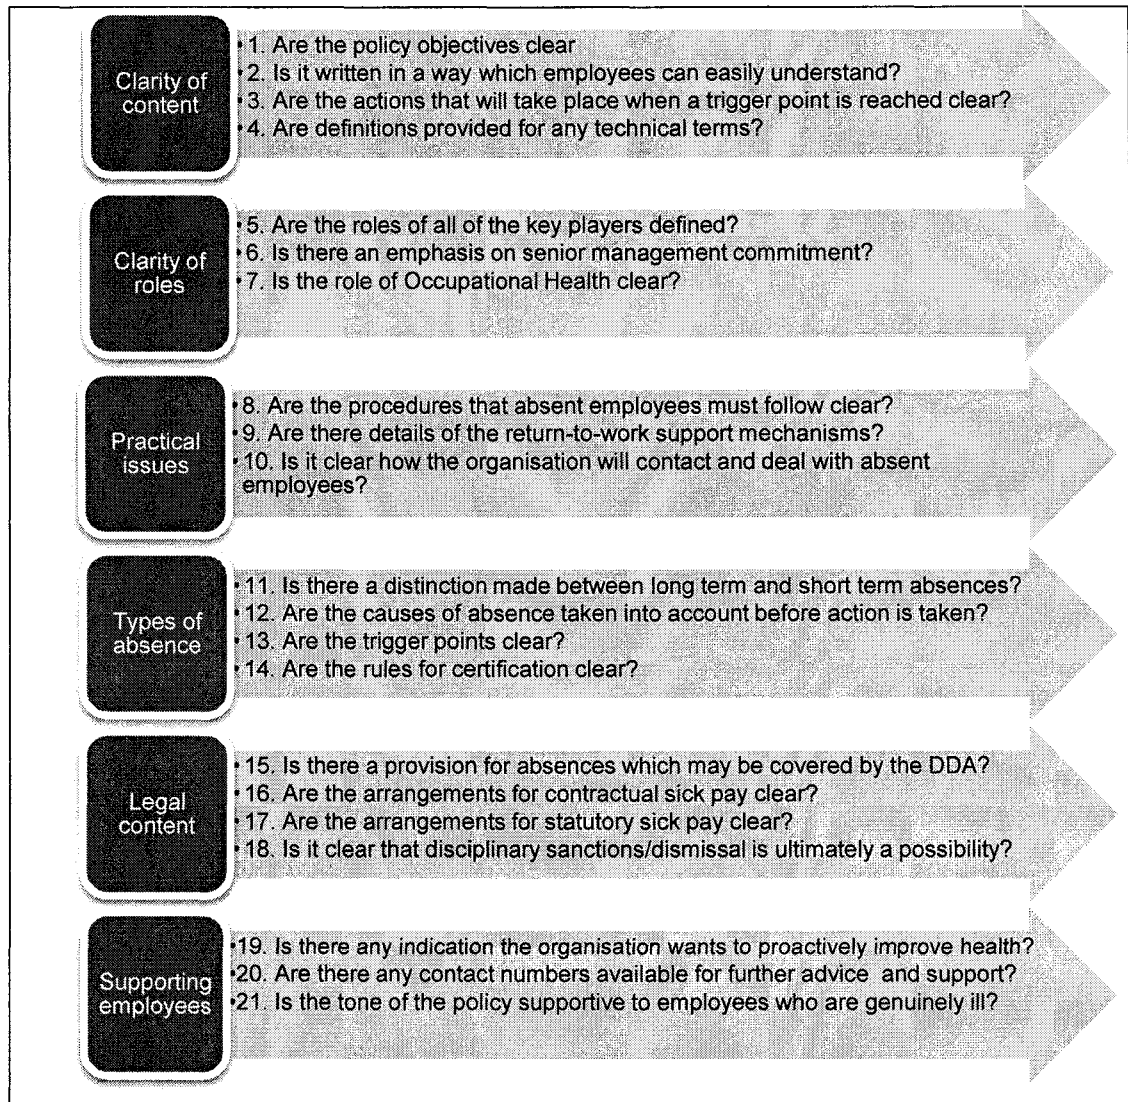 Clarity of
content
• 1. Are the policy objectives clear
• 2. Is it written in a way which employees can easily understand?
• 3. Are the actions that will take place when a trigger point is reached clear?
• 4. Are definitions provided for any technical terms?
Clarity of
roles
• 5. Are the roles of all of the key players defined?
• 6. Is there an emphasis on senior management commitment?
• 7. Is the role of Occupational Health clear?
Practical
issues
• 8. Are the procedures that absent employees must follow clear?
• 9. Are there details of the return-to-work support mechanisms?
• 10. Is it clear how the organisation will contact and deal with absent
employees?
Types of
absence
• 11. Is there a distinction made between long term and short term absences?
• 12. Are the causes of absence taken into account before action is taken?
• 13. Are the trigger points clear?
• 14. Are the rules for certification clear?
Legal
content
• 15. Is there a provision for absences which may be covered by the DDA?
• 16. Are the arrangements for contractual sick pay clear?
• 17. Are the arrangements for statutory sick pay clear?
• 18. Is it clear that disciplinary sanctions/dismissal is ultimately a possibility?
Supporting
employees
• 19. Is there any indication the organisation wants to proactively improve health?
• 20. Are there any contact numbers available for further advice and support?
• 21. Is the tone of the policy supportive to employees who are genuinely ill?